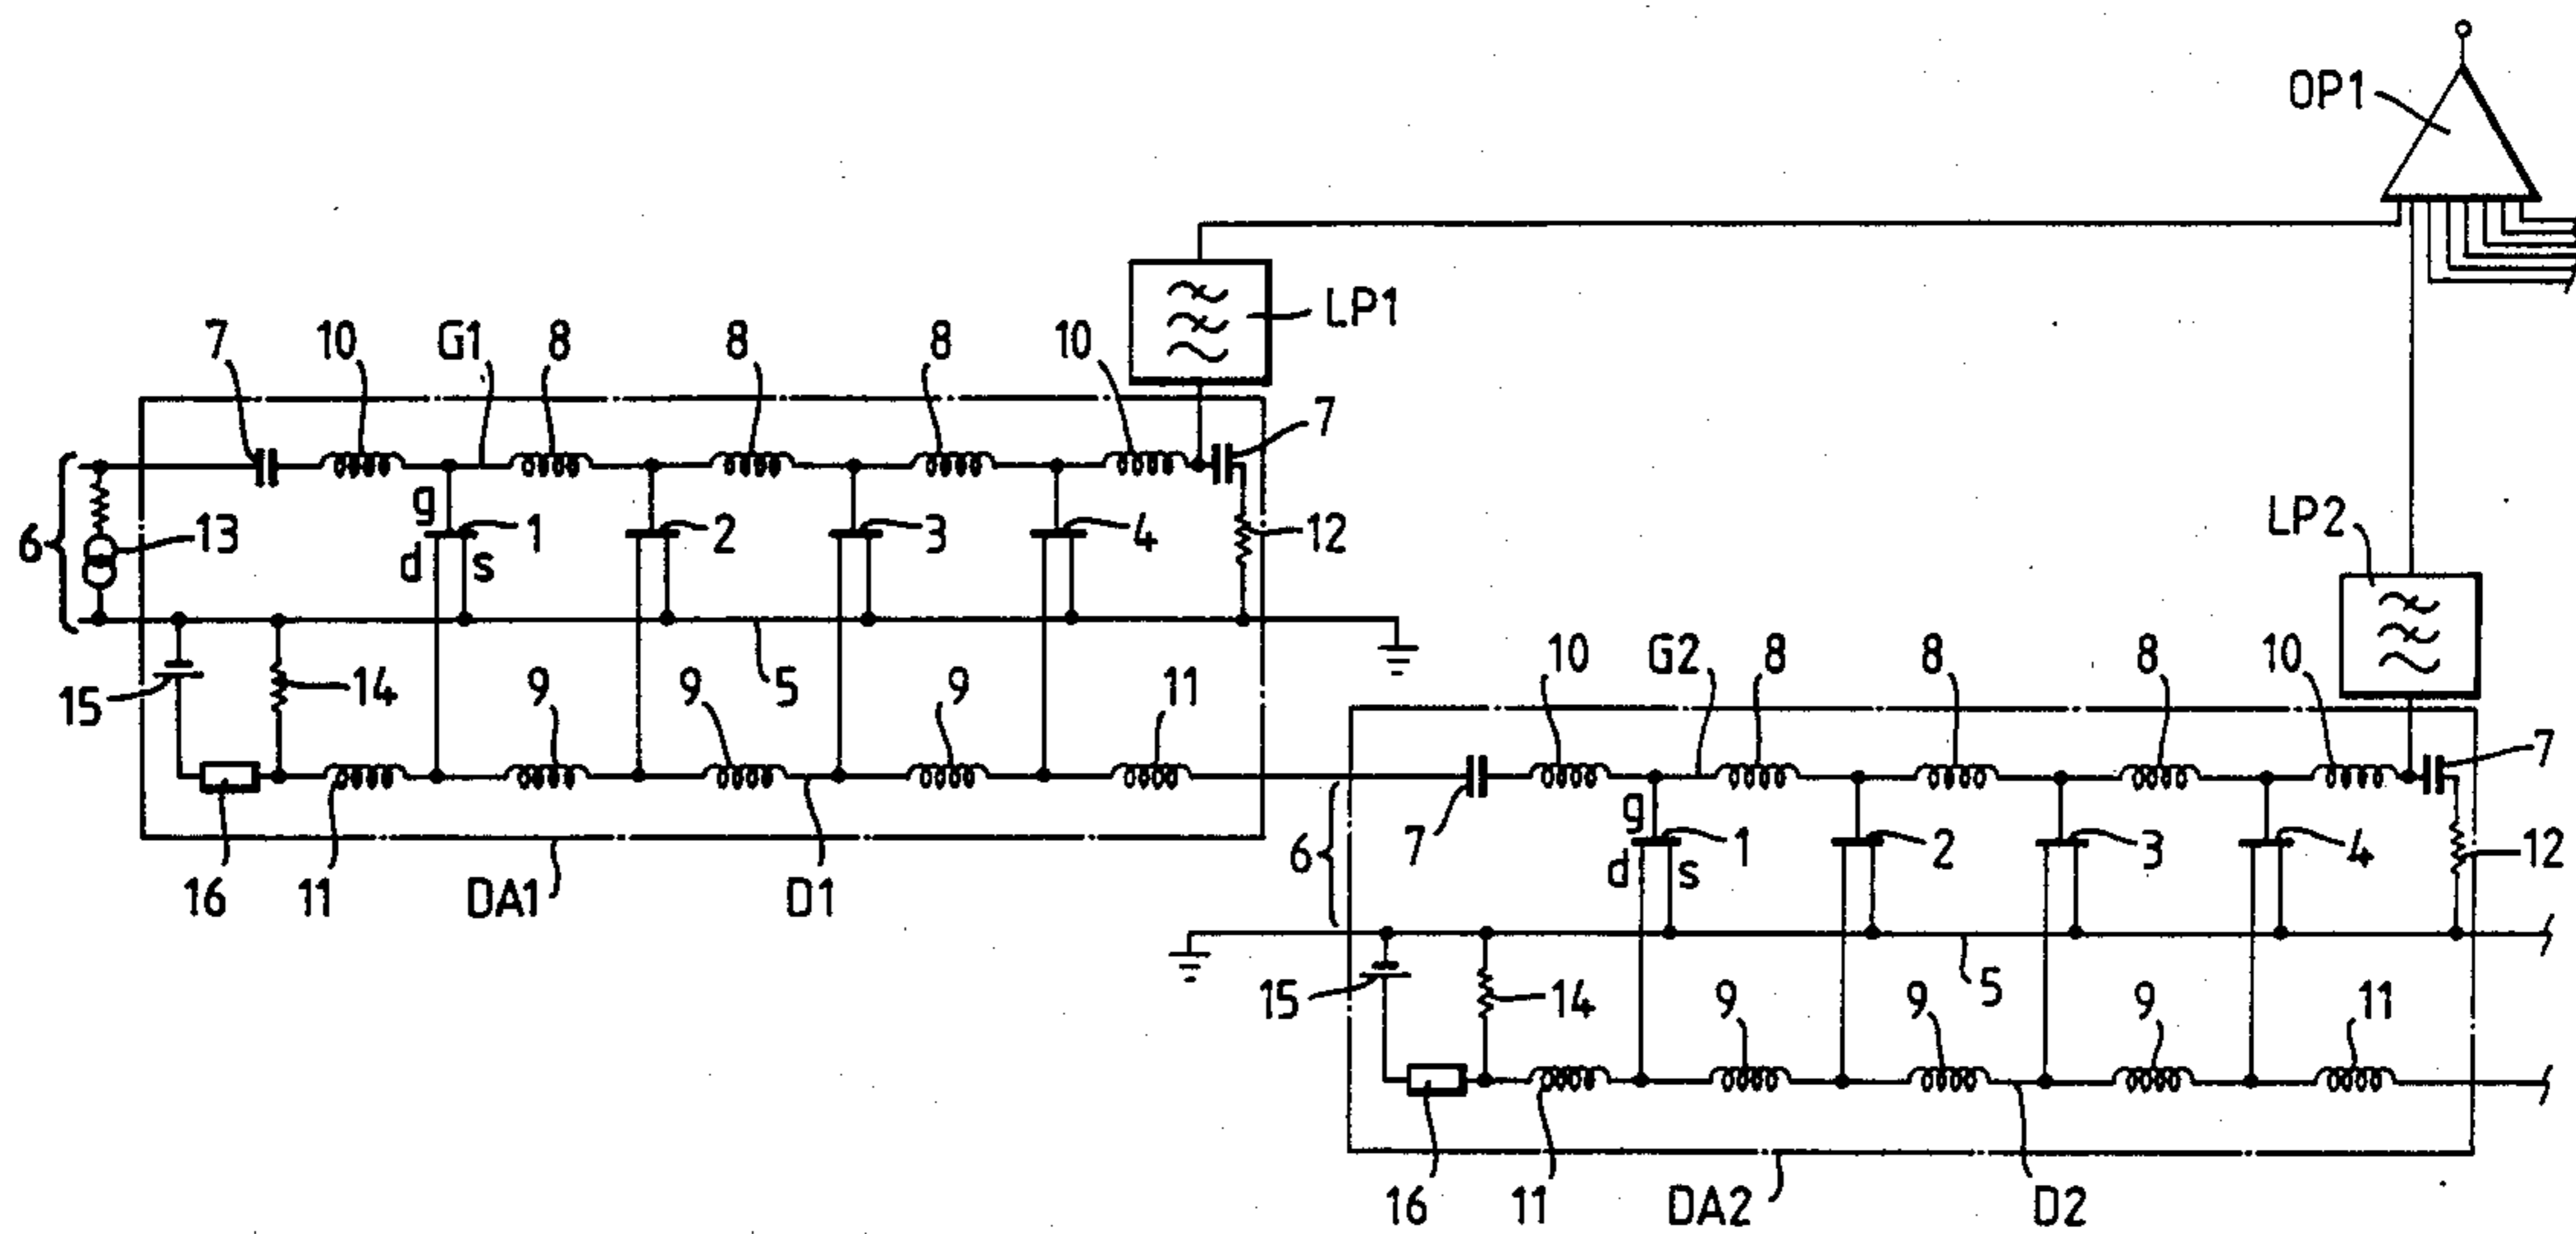 OP1
LP1
7 10 G1 8 8 8 10 7
g
6 13 1 2 3 4 12
d s
LP2
15 14 9 9 5 9 11
10 G2 8 8 8 10 7
16 11 DA1 D1
g
6 7 1 2 3 4 12
d s
15 14 9 9 5 9 11
16 11 DA2 D2